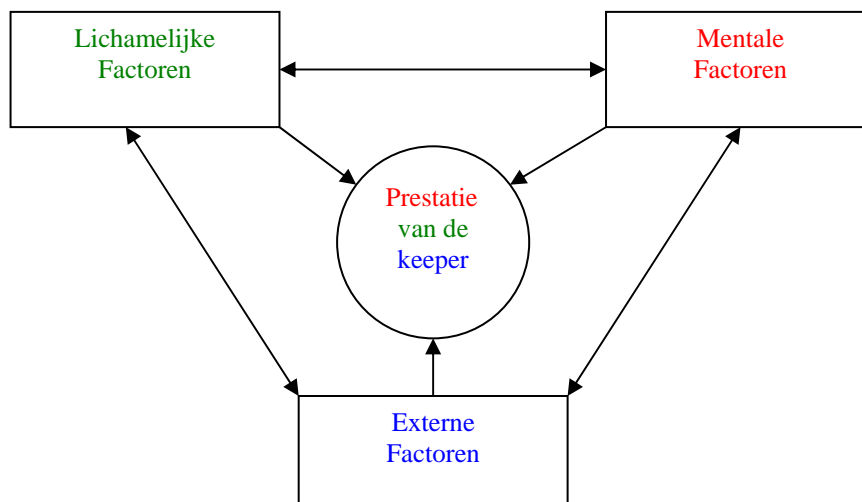 Lichamelijke
Factoren
Mentale
Factoren
Prestatie
van de
keeper
Externe
Factoren